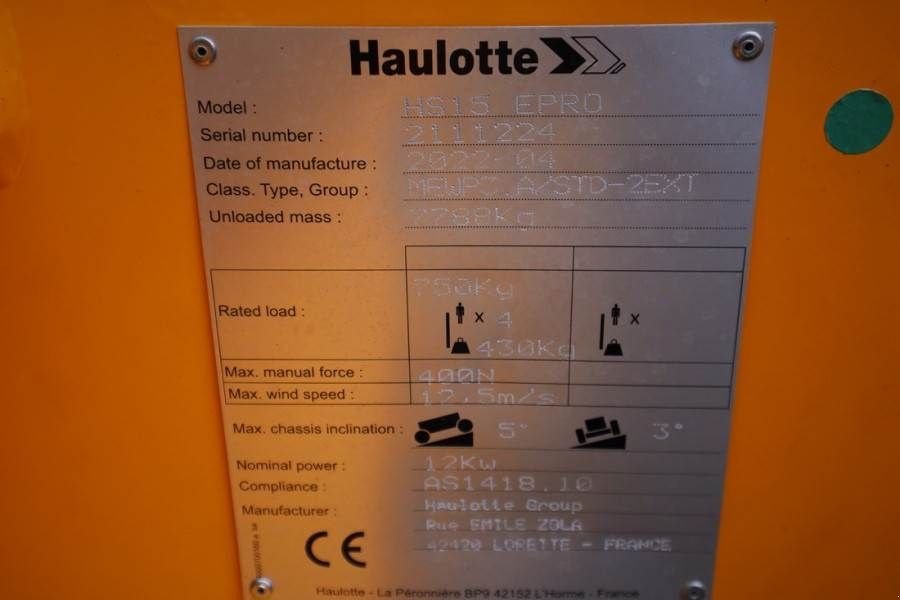 Haulotte
Model : HS15 EPRO
Serial number : 2111224
Date of manufacture : 2022-04
Class. Type, Group : MEWP3.A/STD-2EXT
Unloaded mass : 7788Kg
750Kg
Rated load : x 4 x
430Kg
Max. manual force : 400N
Max. wind speed : 12.5m/s
Max. chassis inclination : 5° 3°
Nominal power : 12Kw
Compliance : AS1418.10
Manufacturer : Haulotte Group
Rue EMILE ZOLA
CE 42420 LORETTE - FRANCE
Haulotte - La Péronnière BP9 42152 L'Horme - France